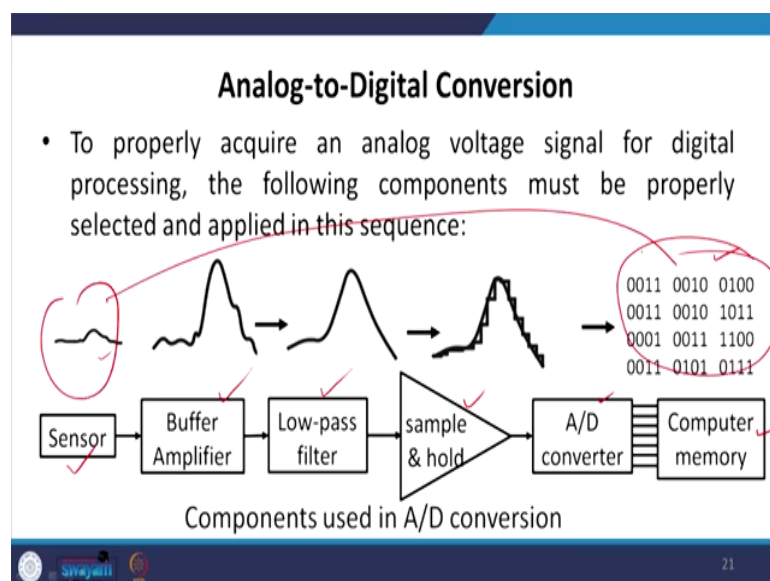 Analog-to-Digital Conversion
• To properly acquire an analog voltage signal for digital
processing, the following components must be properly
selected and applied in this sequence:
0011 0010 0100
0011 0010 1011
0001 0011 1100
0011 0101 0111
Sensor
Buffer
Amplifier
Low-pass
filter
sample
& hold
A/D
converter
Computer
memory
Components used in A/D conversion
swayam
21